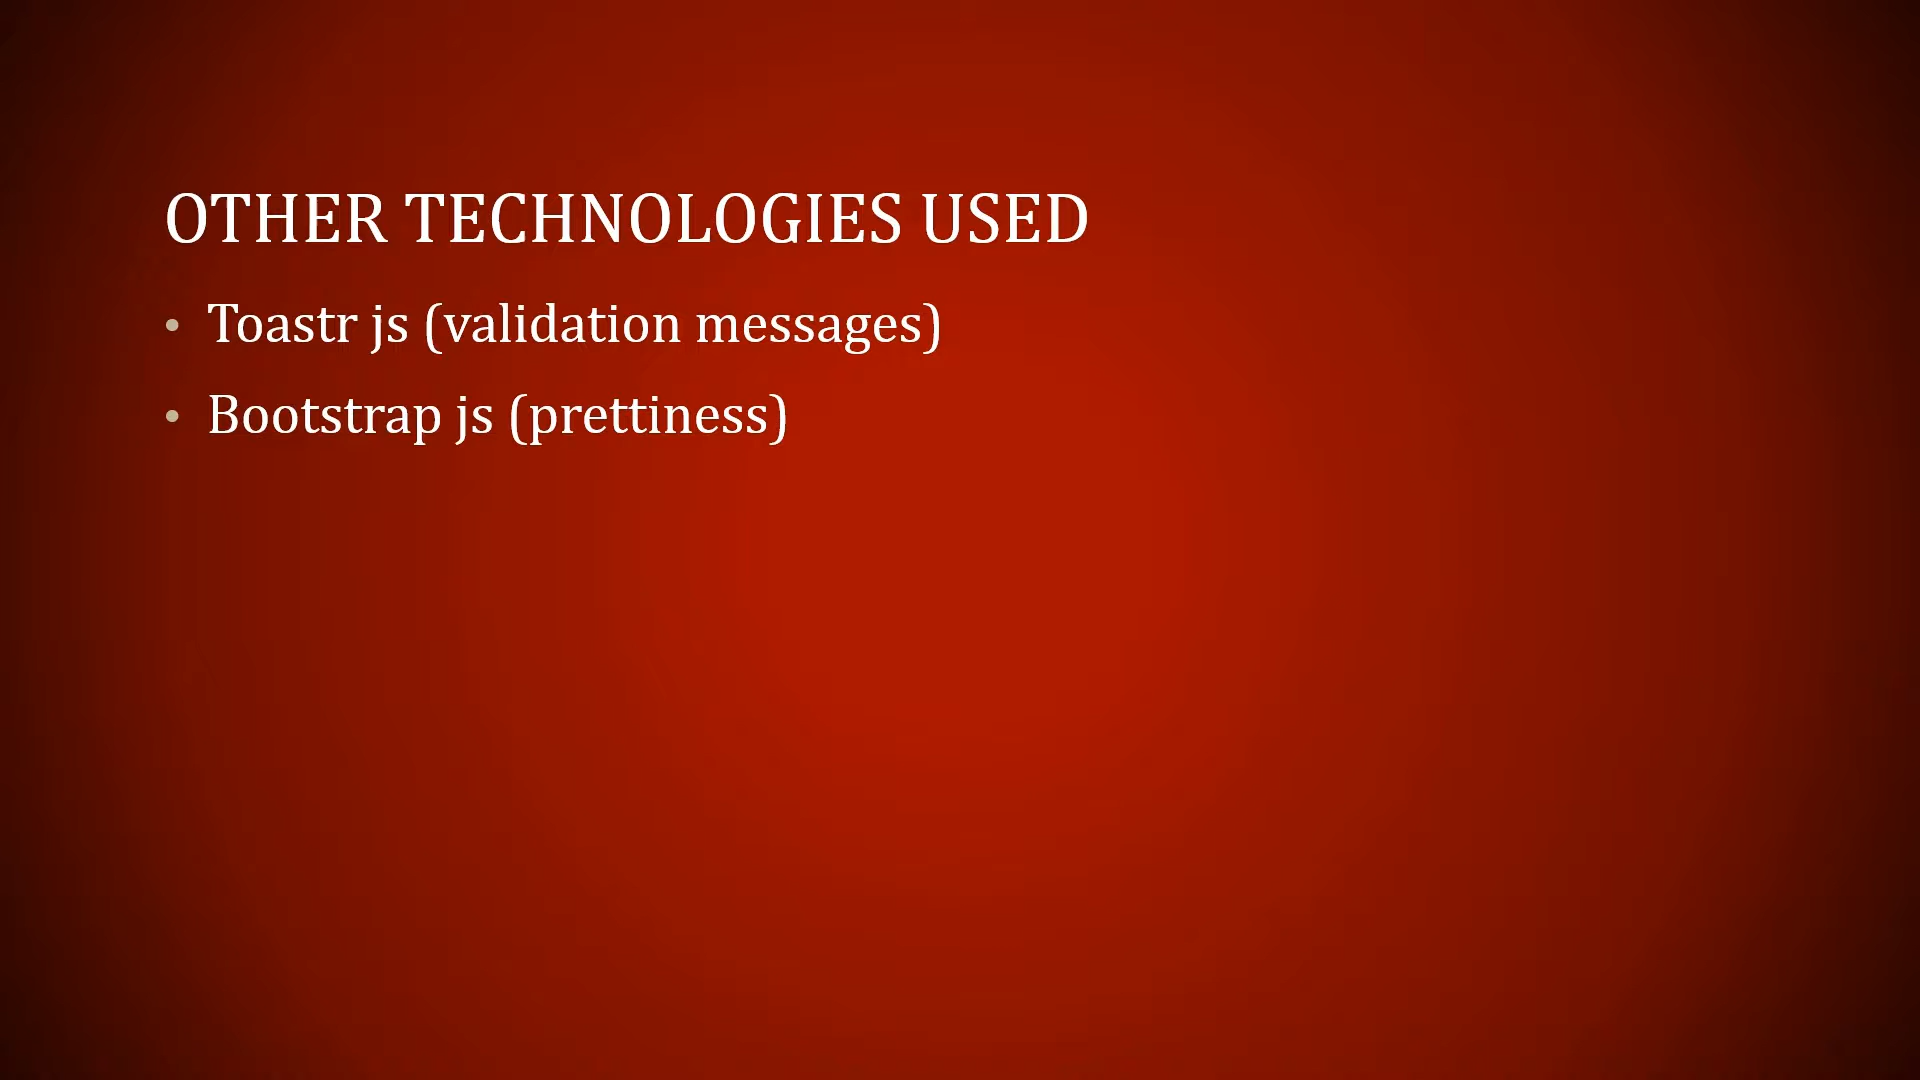 OTHER TECHNOLOGIES USED
• Toastr js (validation messages)
• Bootstrap js (prettiness)